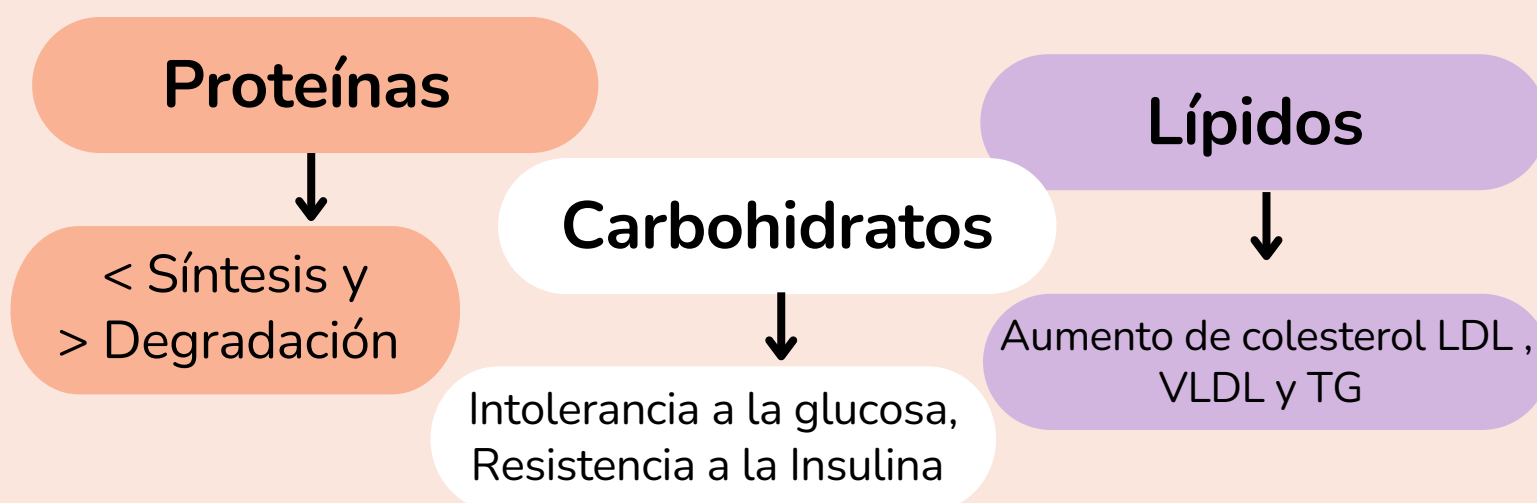 Proteínas
< Síntesis y
> Degradación
Carbohidratos
Intolerancia a la glucosa,
Resistencia a la Insulina
Lípidos
Aumento de colesterol LDL ,
VLDL y TG